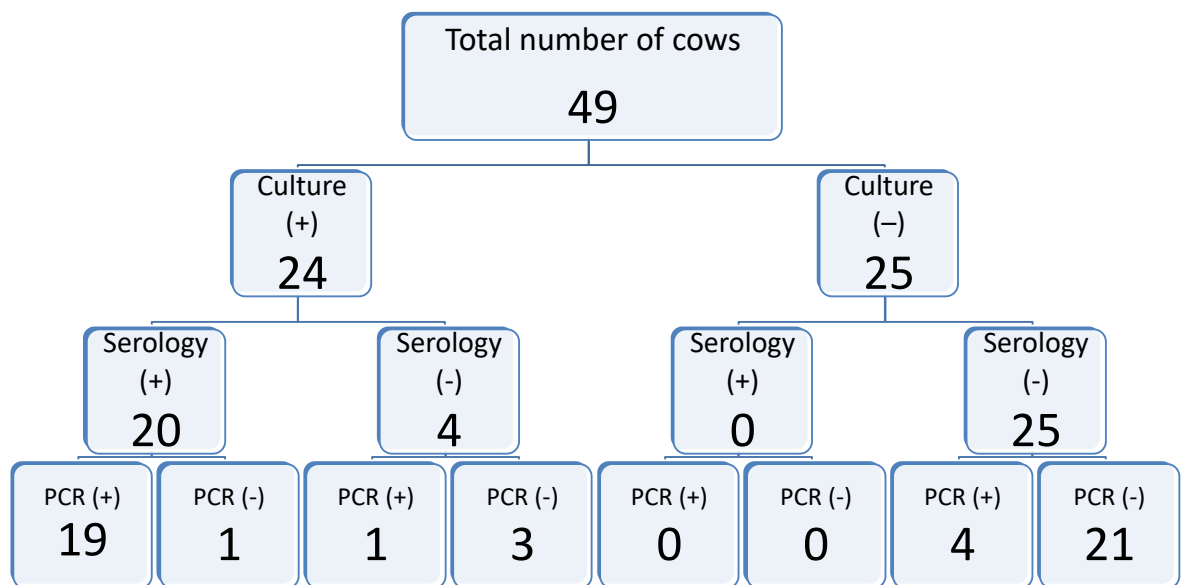 Total number of cows
49
Culture
(+)
24
Culture
(–)
25
Serology
(+)
20
Serology
(-)
4
Serology
(+)
0
Serology
(-)
25
PCR (+)
19
PCR (-)
1
PCR (+)
1
PCR (-)
3
PCR (+)
0
PCR (-)
0
PCR (+)
4
PCR (-)
21